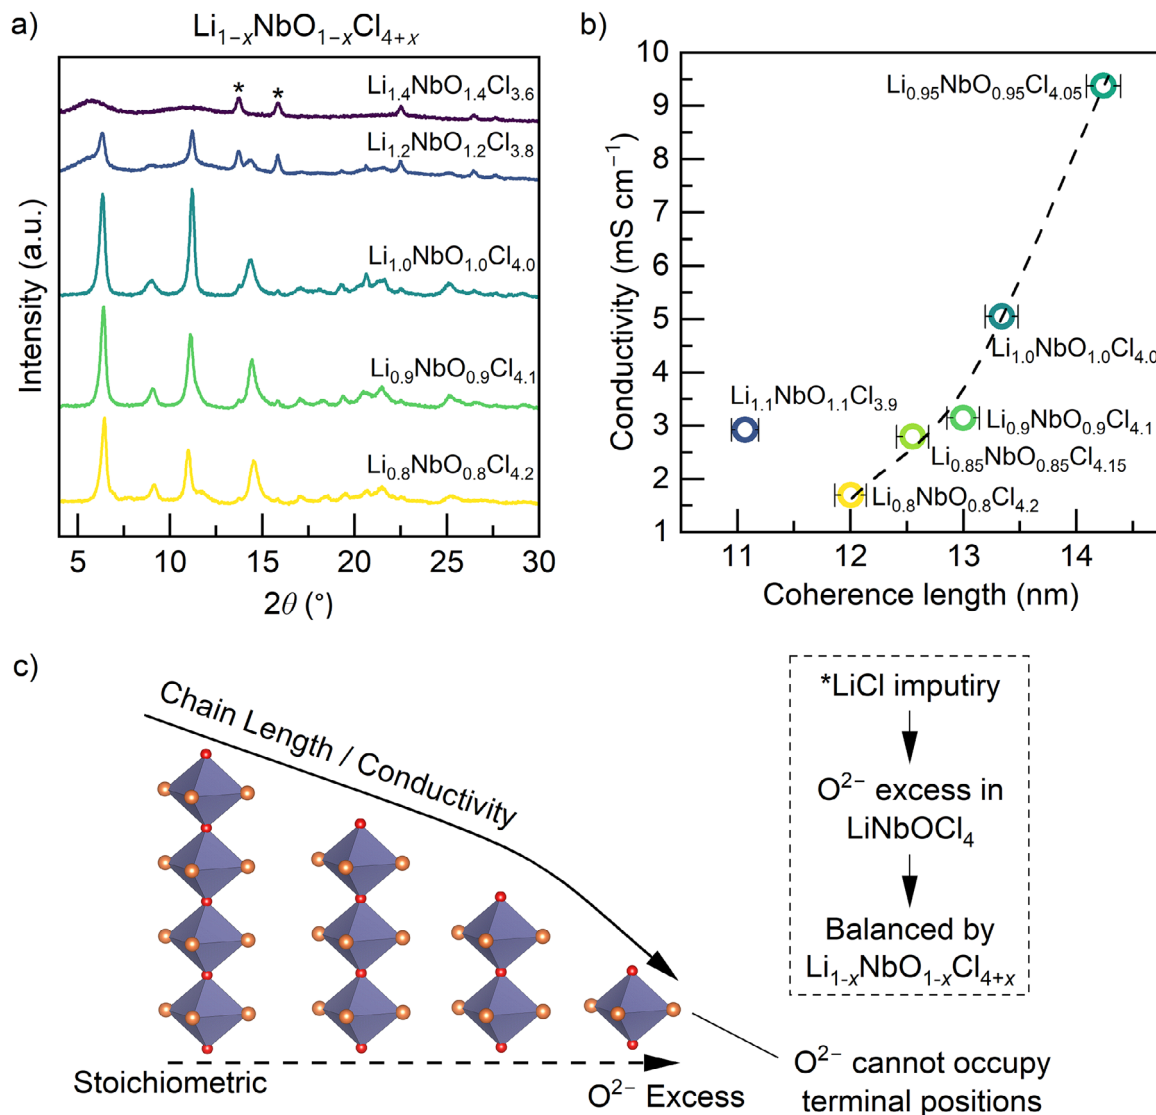 a)
Li₁₋ₓNbO₁₋ₓCl₄₊ₓ
Intensity (a.u.)
* *
Li₁.₄NbO₁.₄Cl₃.₆
Li₁.₂NbO₁.₂Cl₃.₈
Li₁.₀NbO₁.₀Cl₄.₀
Li₀.₉NbO₀.₉Cl₄.₁
Li₀.₈NbO₀.₈Cl₄.₂
5 10 15 20 25 30
2θ (°)
b)
Conductivity (mS cm⁻¹)
10
9
8
7
6
5
4
3
2
1
Li₀.₉₅NbO₀.₉₅Cl₄.₀₅
Li₁.₀NbO₁.₀Cl₄.₀
Li₁.₁NbO₁.₁Cl₃.₉
Li₀.₉NbO₀.₉Cl₄.₁
Li₀.₈₅NbO₀.₈₅Cl₄.₁₅
Li₀.₈NbO₀.₈Cl₄.₂
11 12 13 14
Coherence length (nm)
c)
Chain Length / Conductivity
Stoichiometric
O²⁻ Excess
*LiCl imputiry
O²⁻ excess in
LiNbOCl₄
Balanced by
Li₁₋ₓNbO₁₋ₓCl₄₊ₓ
O²⁻ cannot occupy
terminal positions